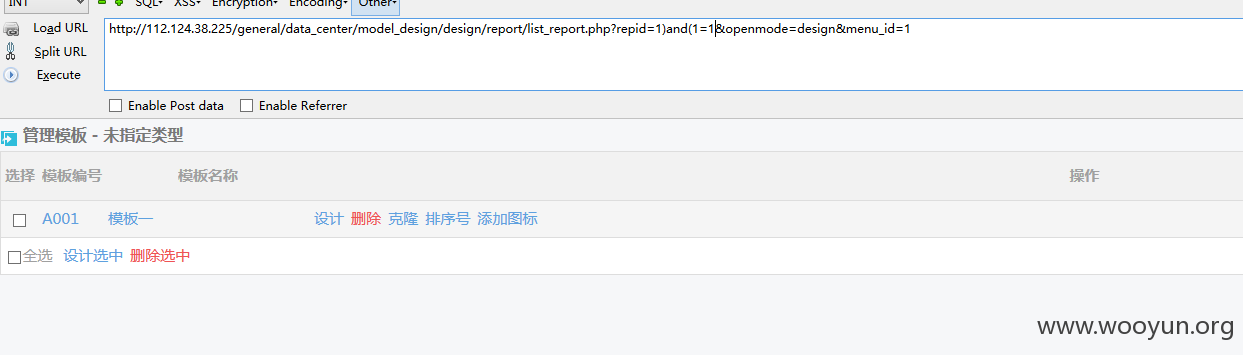 INT SQL XSS Encryption Encoding Other
Load URL http://112.124.38.225/general/data_center/model_design/design/report/list_report.php?repid=1)and(1=1&openmode=design&menu_id=1
Split URL
Execute
Enable Post data Enable Referrer
管理模板 - 未指定类型
选择 模板编号 模板名称 操作
A001 模板一 设计 删除 克隆 排序号 添加图标
全选 设计选中 删除选中
www.wooyun.org